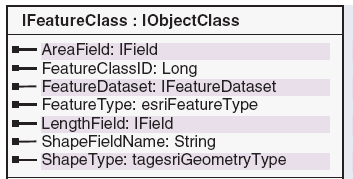 IFeatureClass : IObjectClass
AreaField: IField
FeatureClassID: Long
FeatureDataset: IFeatureDataset
FeatureType: esriFeatureType
LengthField: IField
ShapeFieldName: String
ShapeType: tagesriGeometryType